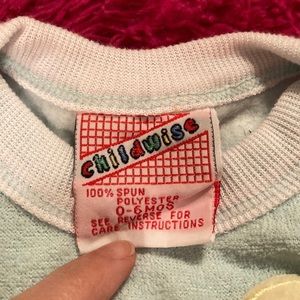 childwise
100% SPUN
POLYESTER
0-6 MOS
SEE REVERSE FOR
CARE INSTRUCTIONS